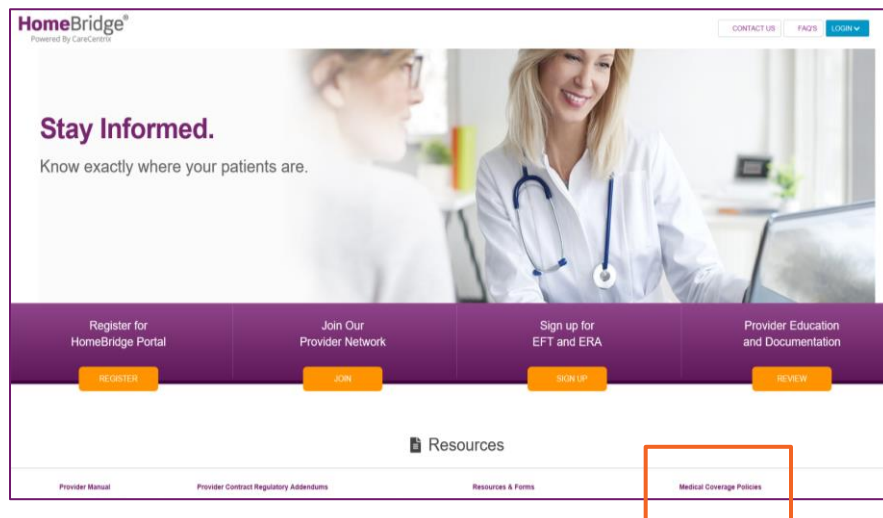 HomeBridge®
Powered By CareCentrix
CONTACT US
FAQ'S
LOGIN
Stay Informed.
Know exactly where your patients are.
Register for
HomeBridge Portal
REGISTER
Join Our
Provider Network
JOIN
Sign up for
EFT and ERA
SIGN UP
Provider Education
and Documentation
REVIEW
Resources
Provider Manual
Provider Contract Regulatory Addendums
Resources & Forms
Medical Coverage Policies